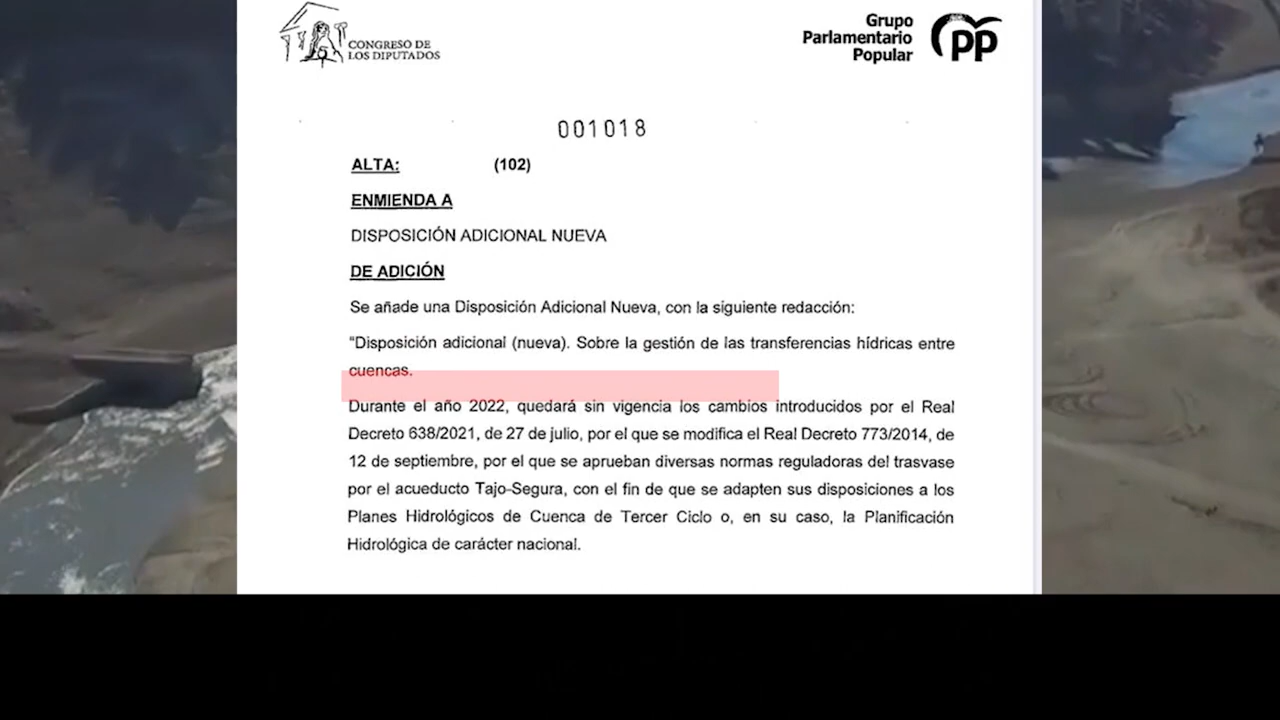 CONGRESO DE
LOS DIPUTADOS
Grupo
Parlamentario
Popular
PP
001018
ALTA: (102)
ENMIENDA A
DISPOSICIÓN ADICIONAL NUEVA
DE ADICIÓN
Se añade una Disposición Adicional Nueva, con la siguiente redacción:
“Disposición adicional (nueva). Sobre la gestión de las transferencias hídricas entre
cuencas.
Durante el año 2022, quedará sin vigencia los cambios introducidos por el Real
Decreto 638/2021, de 27 de julio, por el que se modifica el Real Decreto 773/2014, de
12 de septiembre, por el que se aprueban diversas normas reguladoras del trasvase
por el acueducto Tajo-Segura, con el fin de que se adapten sus disposiciones a los
Planes Hidrológicos de Cuenca de Tercer Ciclo o, en su caso, la Planificación
Hidrológica de carácter nacional.